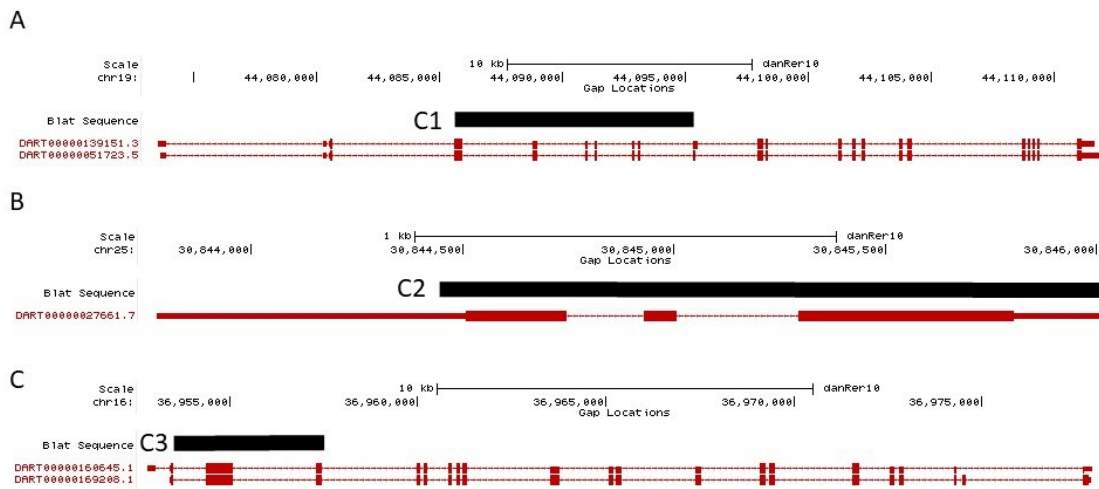 A
Scale 10 kb danRer10
chr19: 44,080,000 44,085,000 44,090,000 44,095,000 44,100,000 44,105,000 44,110,000
Gap Locations
Blat Sequence C1
DART00000139151.3
DART00000051723.5
B
Scale 1 kb danRer10
chr25: 30,844,000 30,844,500 30,845,000 30,845,500 30,846,000
Gap Locations
Blat Sequence C2
DART00000027661.7
C
Scale 10 kb danRer10
chr16: 36,955,000 36,960,000 36,965,000 36,970,000 36,975,000
Gap Locations
Blat Sequence C3
DART00000160645.1
DART00000169208.1